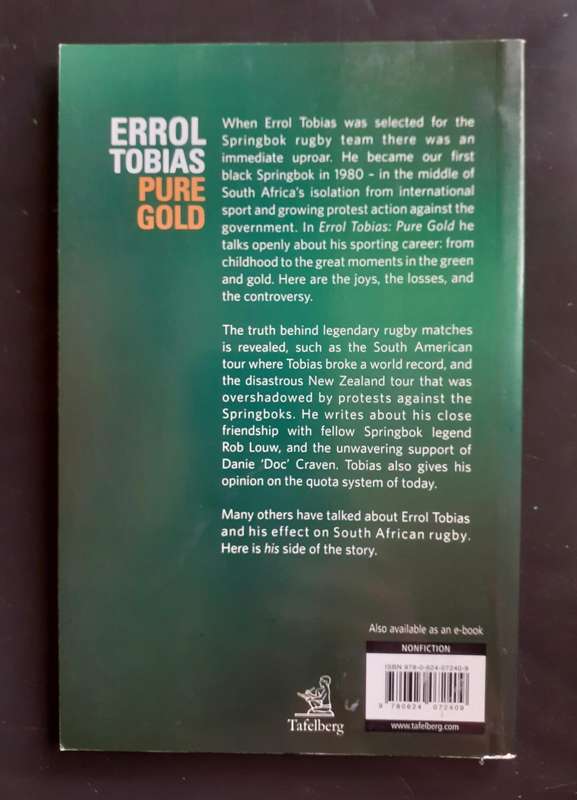 ERROL
TOBIAS
PURE
GOLD
When Errol Tobias was selected for the
Springbok rugby team there was an
immediate uproar. He became our first
black Springbok in 1980 – in the middle of
South Africa's isolation from international
sport and growing protest action against the
government. In Errol Tobias: Pure Gold he
talks openly about his sporting career: from
childhood to the great moments in the green
and gold. Here are the joys, the losses, and
the controversy.
The truth behind legendary rugby matches
is revealed, such as the South American
tour where Tobias broke a world record, and
the disastrous New Zealand tour that was
overshadowed by protests against the
Springboks. He writes about his close
friendship with fellow Springbok legend
Rob Louw, and the unwavering support of
Danie 'Doc' Craven. Tobias also gives his
opinion on the quota system of today.
Many others have talked about Errol Tobias
and his effect on South African rugby.
Here is his side of the story.
Also available as an e-book
NONFICTION
ISBN 978-0-624-07240-9
9 780624 072409
www.tafelberg.com
Tafelberg